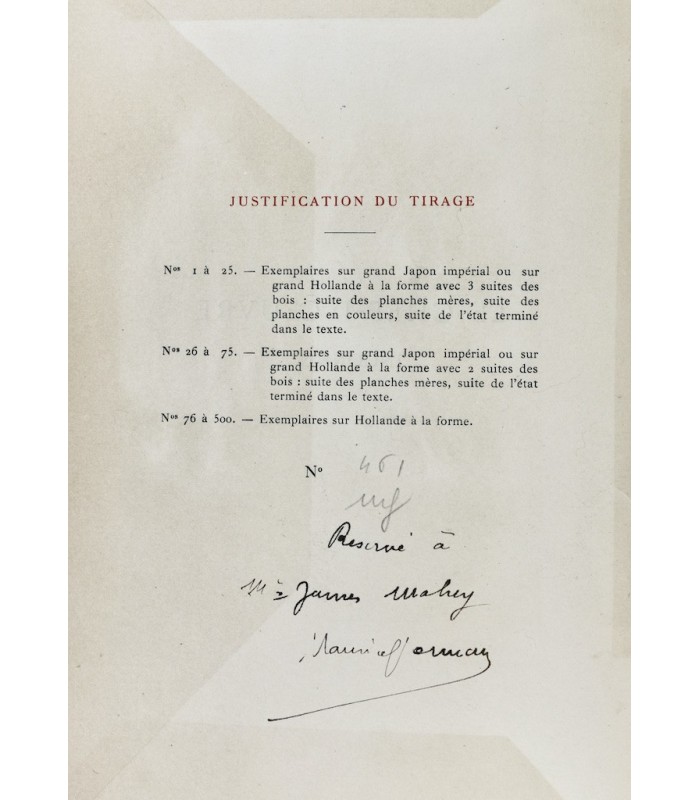 JUSTIFICATION DU TIRAGE
Nos 1 à 25. — Exemplaires sur grand Japon impérial ou sur
grand Hollande à la forme avec 3 suites des
bois : suite des planches mères, suite des
planches en couleurs, suite de l'état terminé
dans le texte.
Nos 26 à 75. — Exemplaires sur grand Japon impérial ou sur
grand Hollande à la forme avec 2 suites des
bois : suite des planches mères, suite de l'état
terminé dans le texte.
Nos 76 à 500. — Exemplaires sur Hollande à la forme.
No 461
Reservé à
James